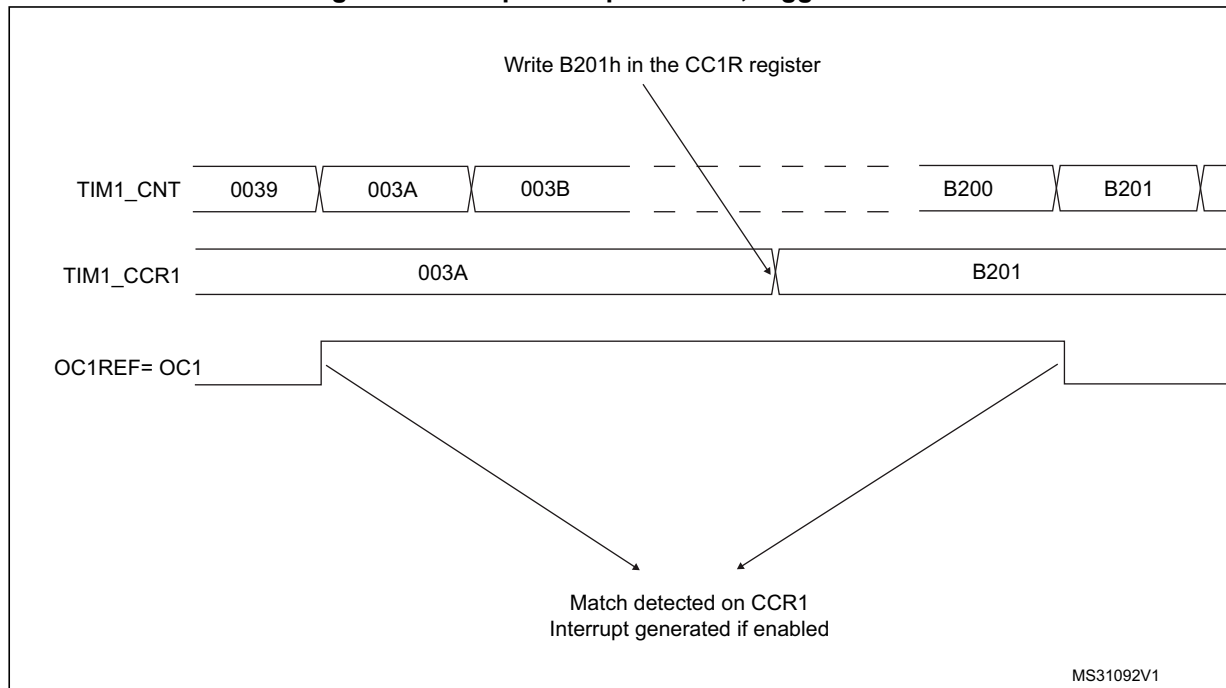 Write B201h in the CC1R register
TIM1_CNT 0039 003A 003B B200 B201
TIM1_CCR1 003A B201
OC1REF= OC1
Match detected on CCR1
Interrupt generated if enabled
MS31092V1